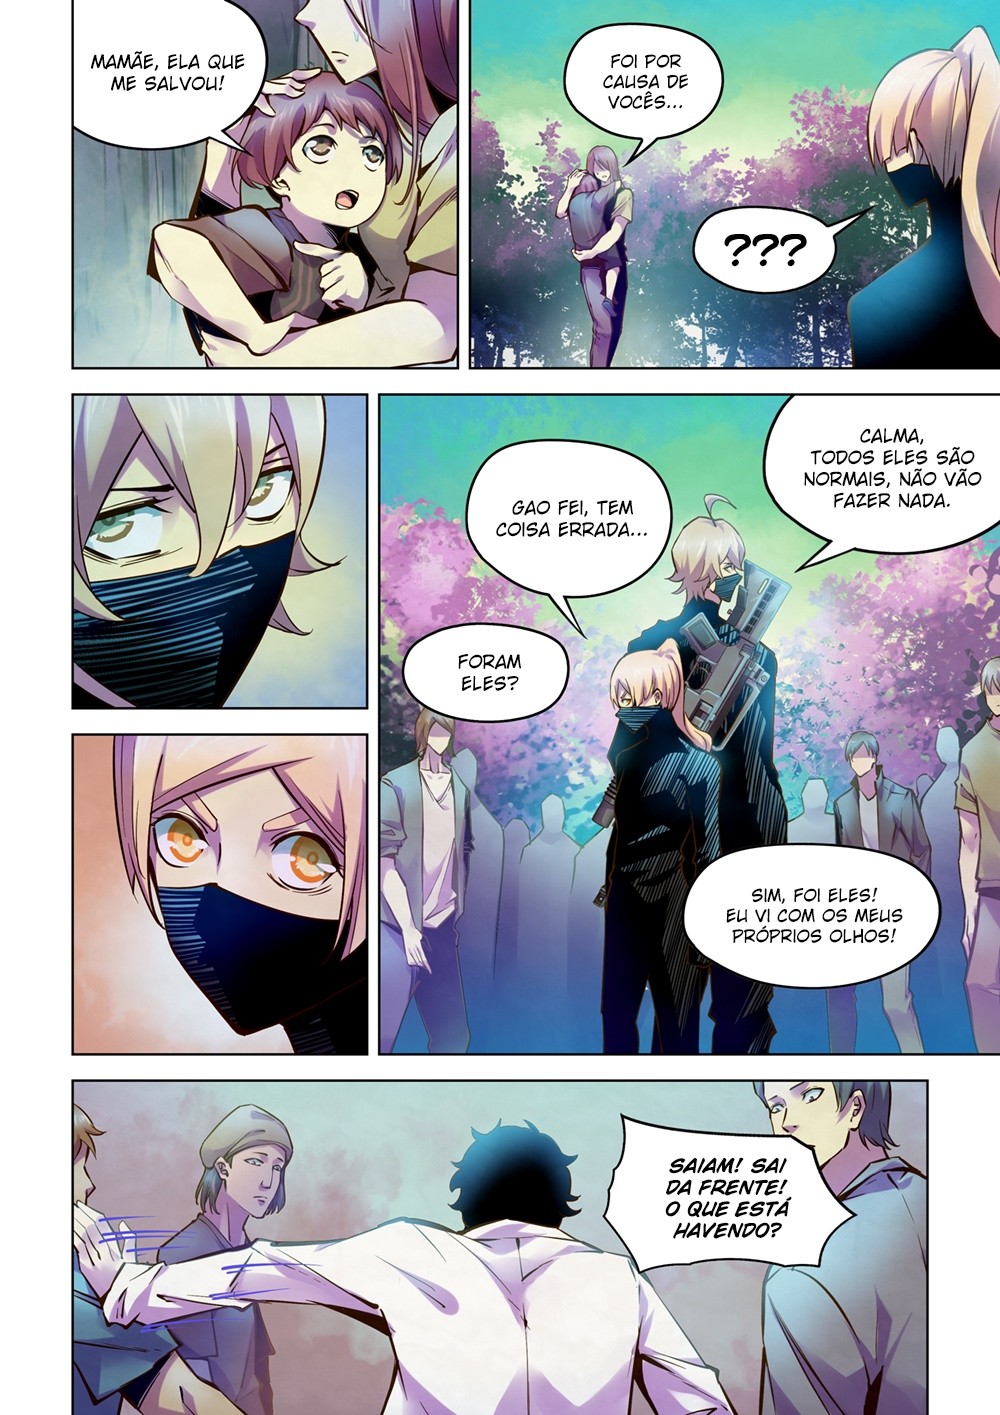 MAMÃE, ELA QUE
ME SALVOU!
FOI POR
CAUSA DE
VOCÊS...
???
GAO FEI, TEM
COISA ERRADA...
CALMA,
TODOS ELES SÃO
NORMAIS, NÃO VÃO
FAZER NADA.
FORAM
ELES?
SIM, FOI ELES!
EU VI COM OS MEUS
PRÓPRIOS OLHOS!
SAIAM! SAI
DA FRENTE!
O QUE ESTÁ
HAVENDO?